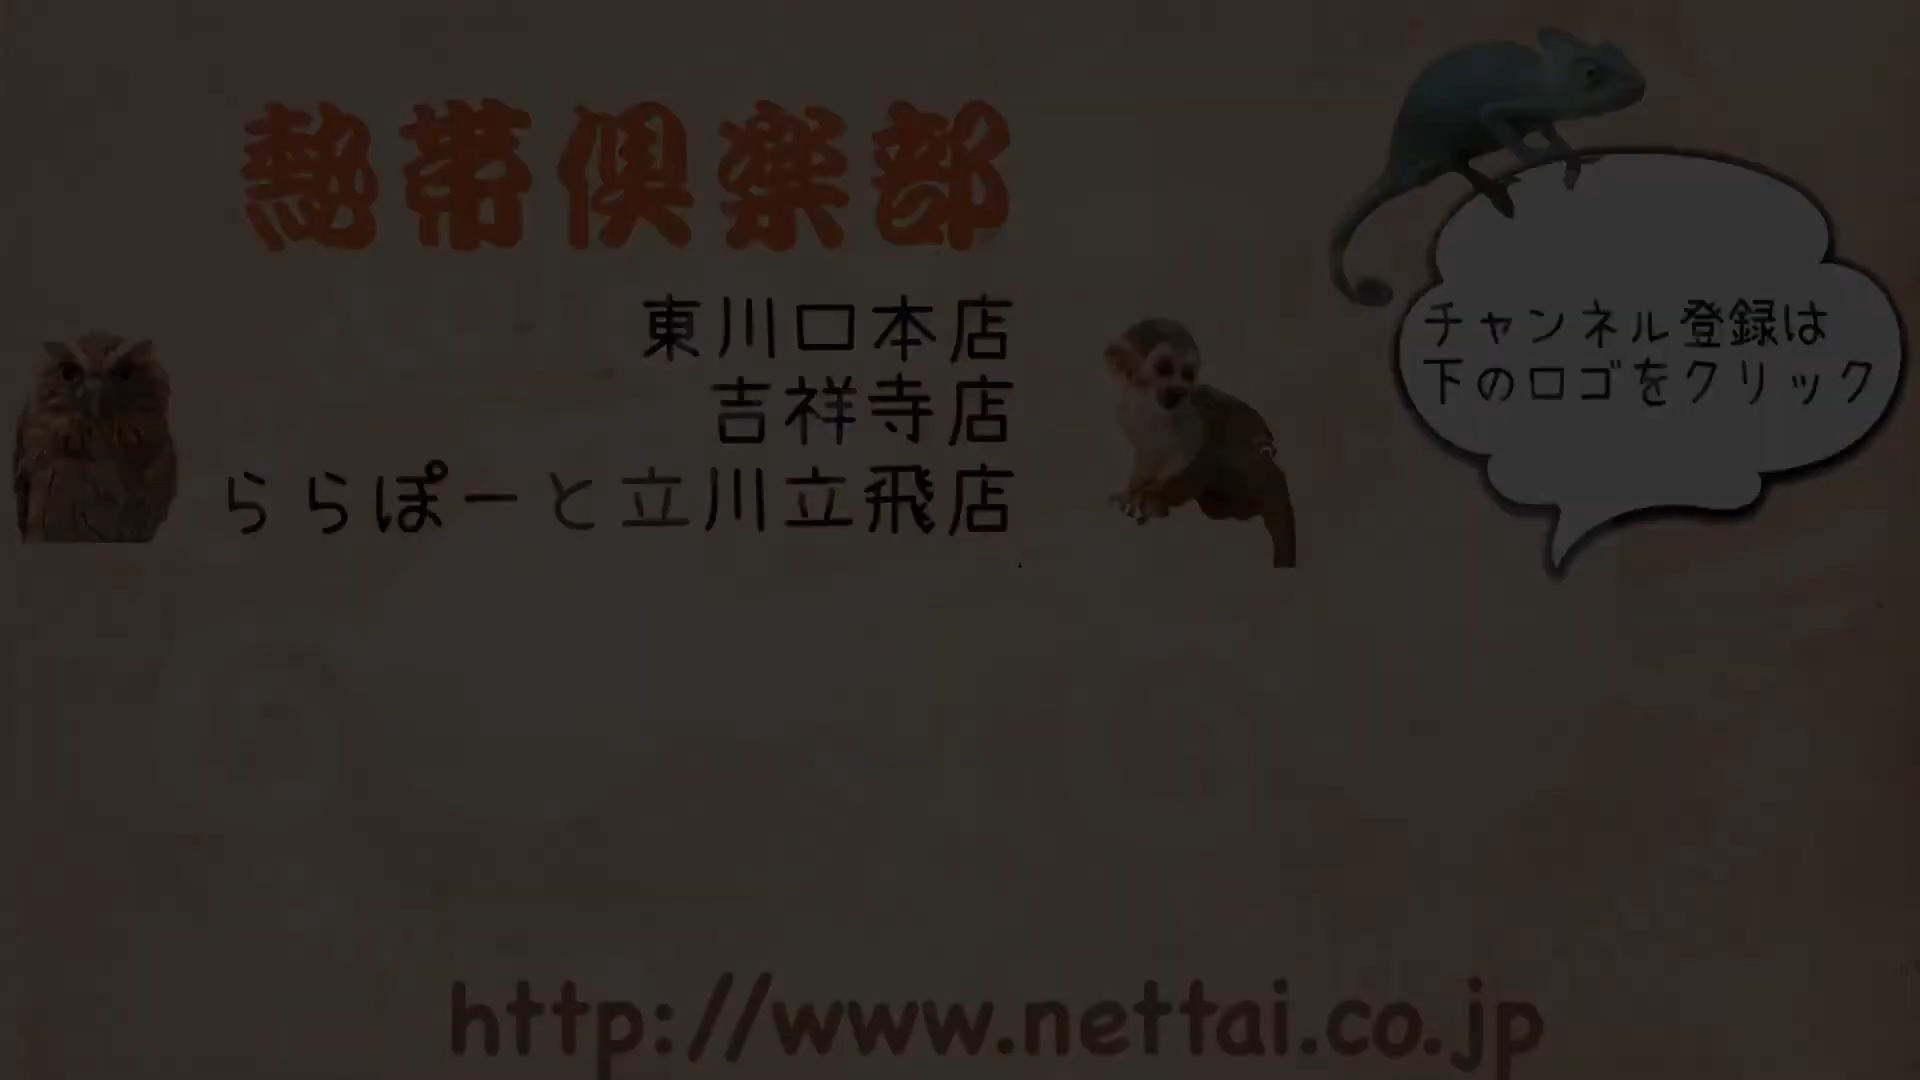 熱帯倶楽部
東川口本店
吉祥寺店
ららぽーと立川立飛店
チャンネル登録は
下のロゴをクリック
http://www.nettai.co.jp